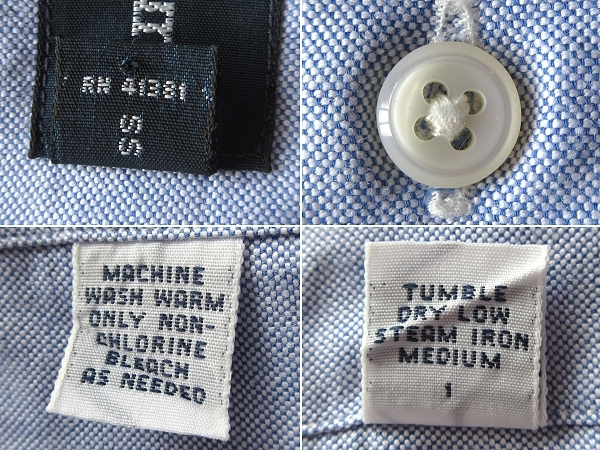 RN 41381
SS
MACHINE
WASH WARM
ONLY NON-
CHLORINE
BLEACH
AS NEEDED
TUMBLE
DRY LOW
STEAM IRON
MEDIUM
1